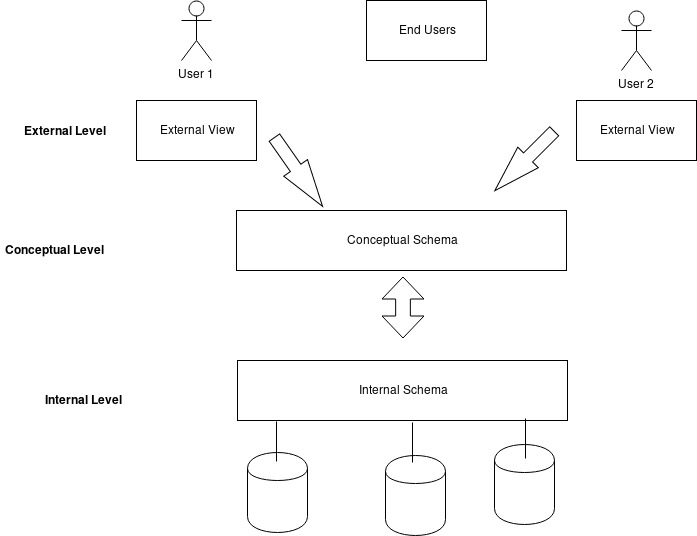 End Users
User 1
User 2
External Level
External View
External View
Conceptual Schema
Conceptual Level
Internal Schema
Internal Level